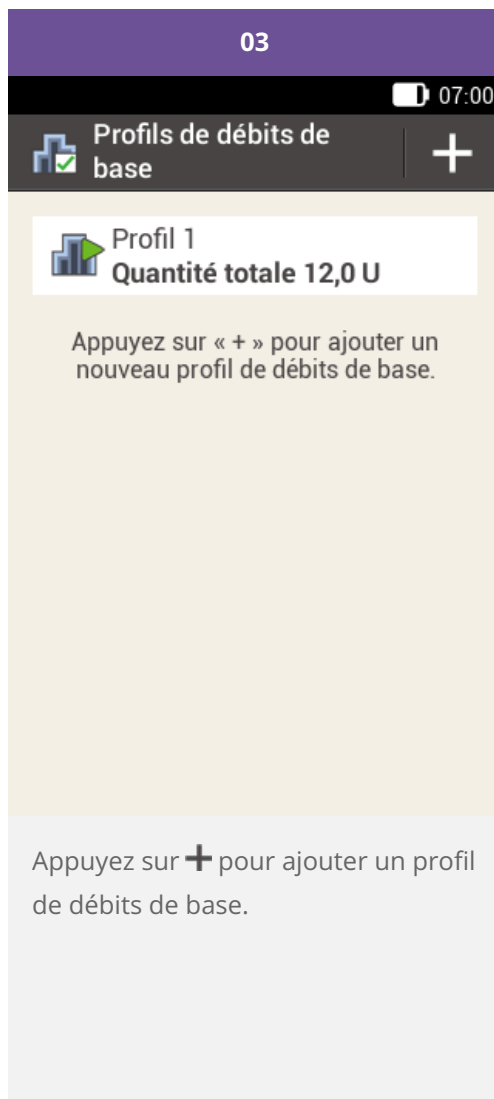 03
07:00
Profils de débits de
base
Profil 1
Quantité totale 12,0 U
Appuyez sur « + » pour ajouter un
nouveau profil de débits de base.
Appuyez sur + pour ajouter un profil
de débits de base.